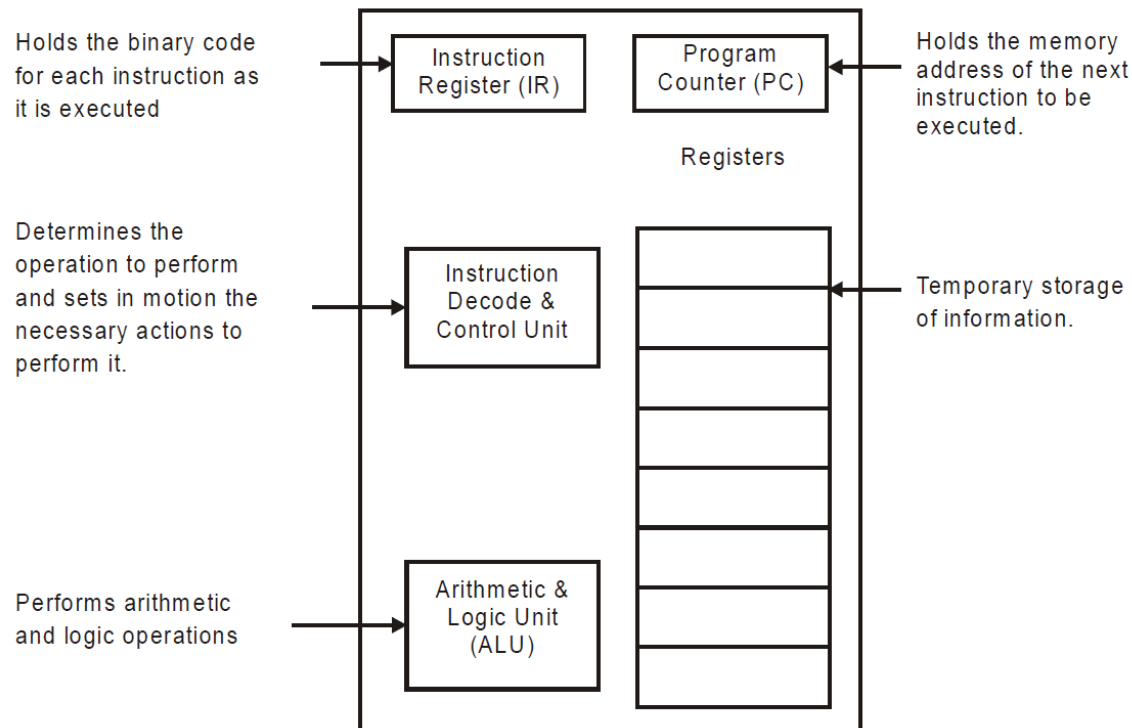 Holds the binary code
for each instruction as
it is executed
Instruction
Register (IR)
Program
Counter (PC)
Holds the memory
address of the next
instruction to be
executed.
Registers
Determines the
operation to perform
and sets in motion the
necessary actions to
perform it.
Instruction
Decode &
Control Unit
Temporary storage
of information.
Performs arithmetic
and logic operations
Arithmetic &
Logic Unit
(ALU)